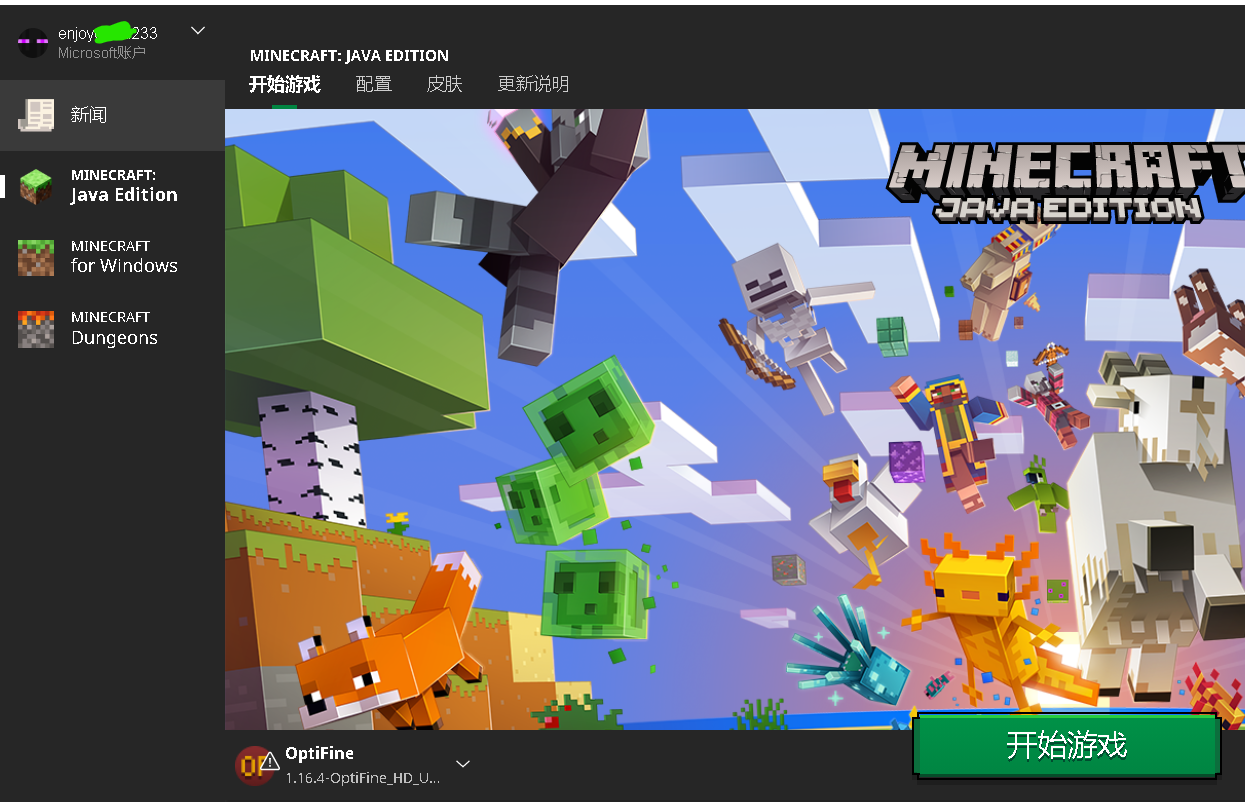 enjoy 233
Microsoft账户
MINECRAFT: JAVA EDITION
开始游戏 配置 皮肤 更新说明
新闻
MINECRAFT:
Java Edition
MINECRAFT
for Windows
MINECRAFT
Dungeons
MINECRAFT
JAVA EDITION
OptiFine
1.16.4-OptiFine_HD_U...
开始游戏